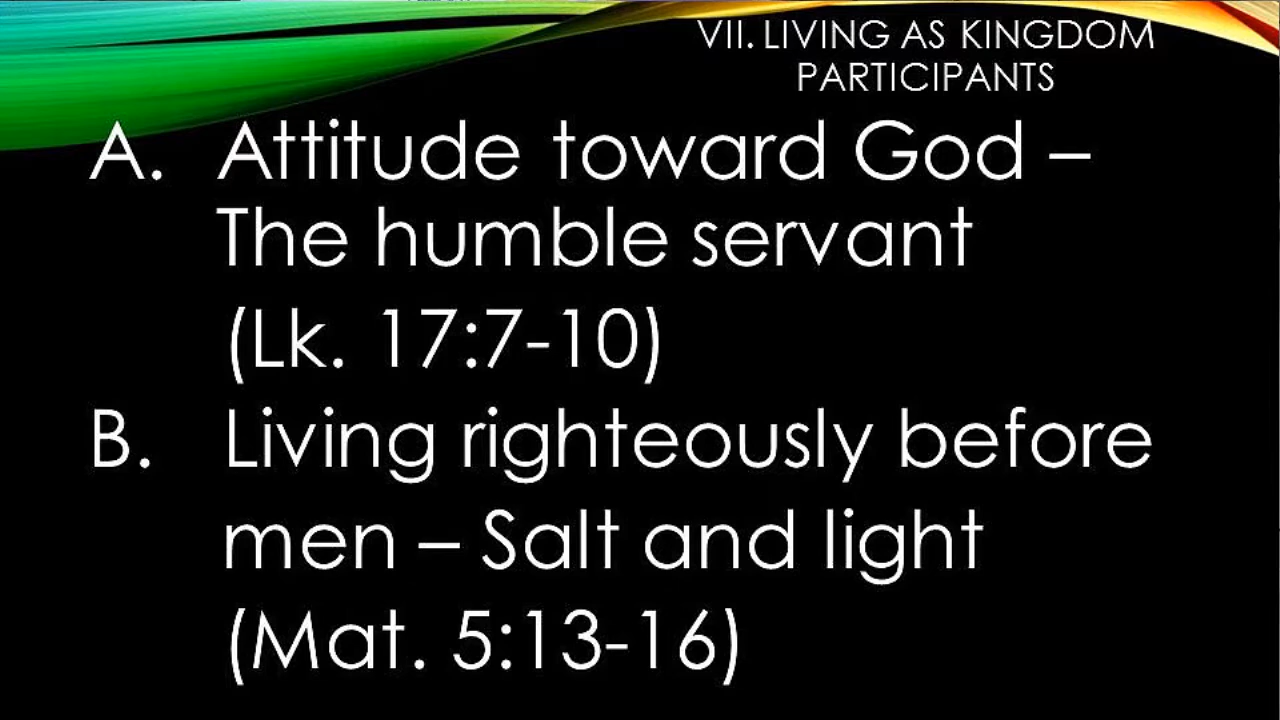 VII. LIVING AS KINGDOM
PARTICIPANTS
A. Attitude toward God –
The humble servant
(Lk. 17:7-10)
B. Living righteously before
men – Salt and light
(Mat. 5:13-16)